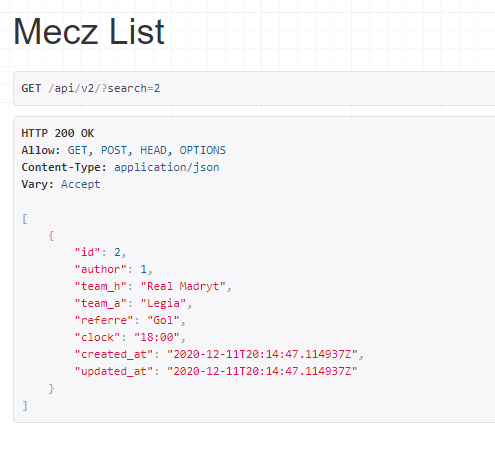 Mecz List
GET /api/v2/?search=2
HTTP 200 OK
Allow: GET, POST, HEAD, OPTIONS
Content-Type: application/json
Vary: Accept
[
    {
        "id": 2,
        "author": 1,
        "team_h": "Real Madryt",
        "team_a": "Legia",
        "referre": "Gol",
        "clock": "18:00",
        "created_at": "2020-12-11T20:14:47.114937Z",
        "updated_at": "2020-12-11T20:14:47.114937Z"
    }
]